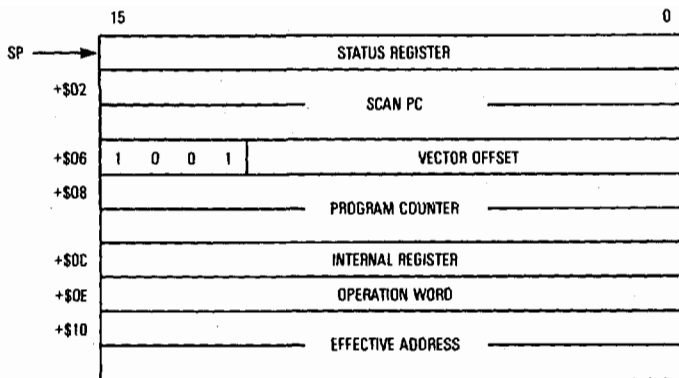 15 0
SP STATUS REGISTER
+$02 SCAN PC
+$06 1 0 0 1 VECTOR OFFSET
+$08 PROGRAM COUNTER
+$0C INTERNAL REGISTER
+$0E OPERATION WORD
+$10 EFFECTIVE ADDRESS